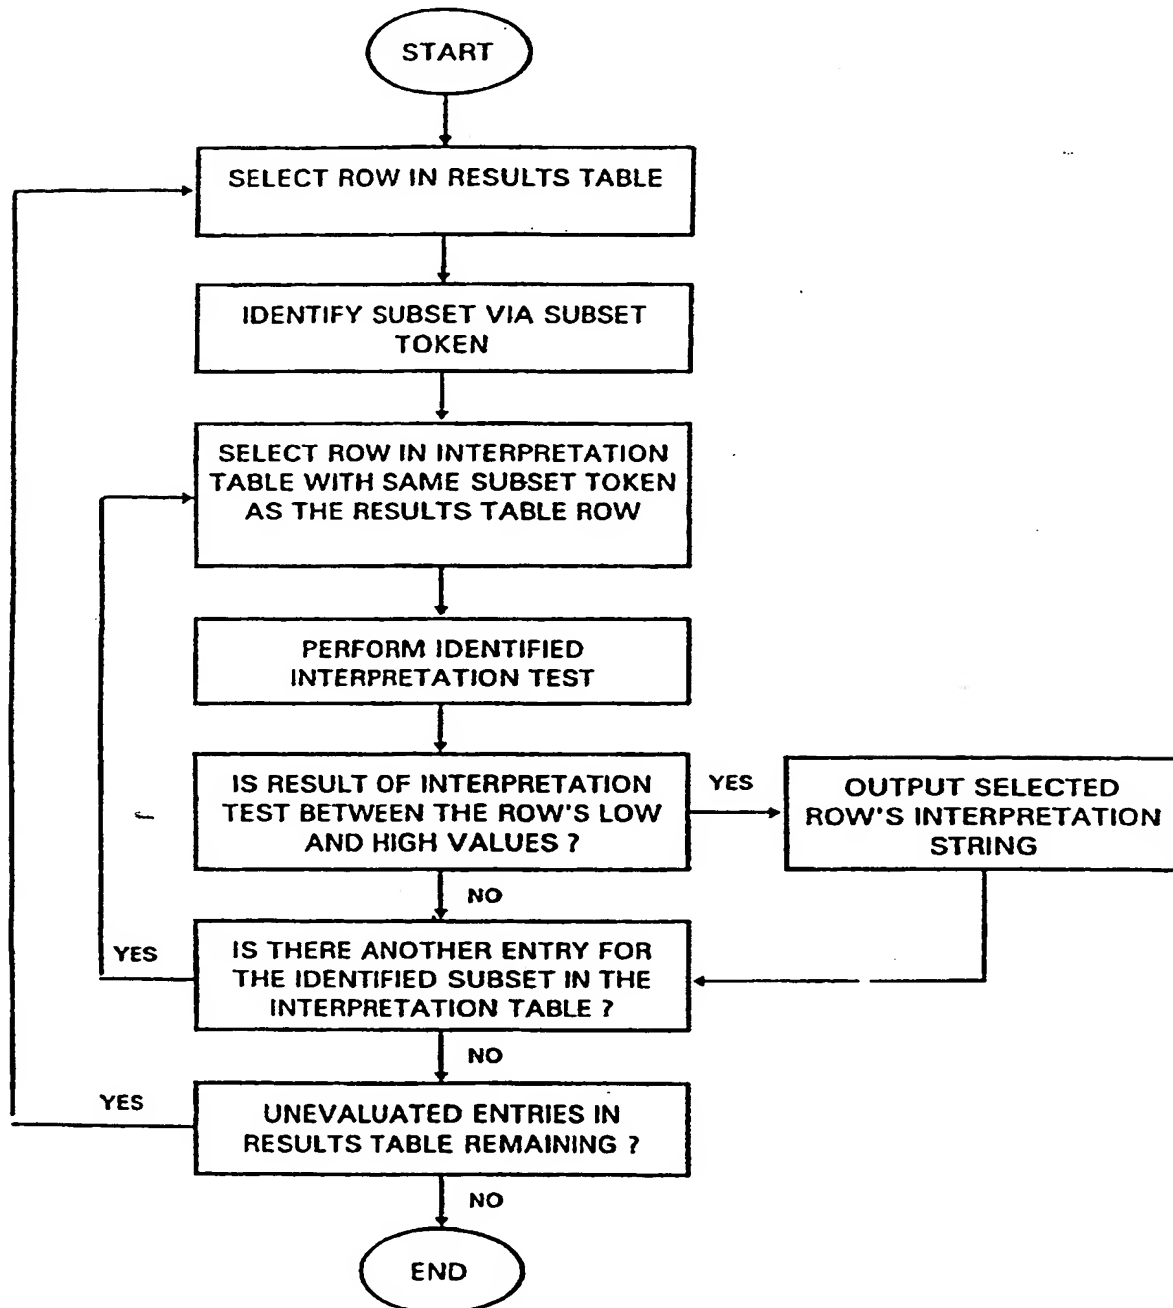 START
SELECT ROW IN RESULTS TABLE
IDENTIFY SUBSET VIA SUBSET
TOKEN
SELECT ROW IN INTERPRETATION
TABLE WITH SAME SUBSET TOKEN
AS THE RESULTS TABLE ROW
PERFORM IDENTIFIED
INTERPRETATION TEST
IS RESULT OF INTERPRETATION
TEST BETWEEN THE ROW'S LOW
AND HIGH VALUES ?
YES
OUTPUT SELECTED
ROW'S INTERPRETATION
STRING
NO
YES
IS THERE ANOTHER ENTRY FOR
THE IDENTIFIED SUBSET IN THE
INTERPRETATION TABLE ?
NO
YES
UNEVALUATED ENTRIES IN
RESULTS TABLE REMAINING ?
NO
END